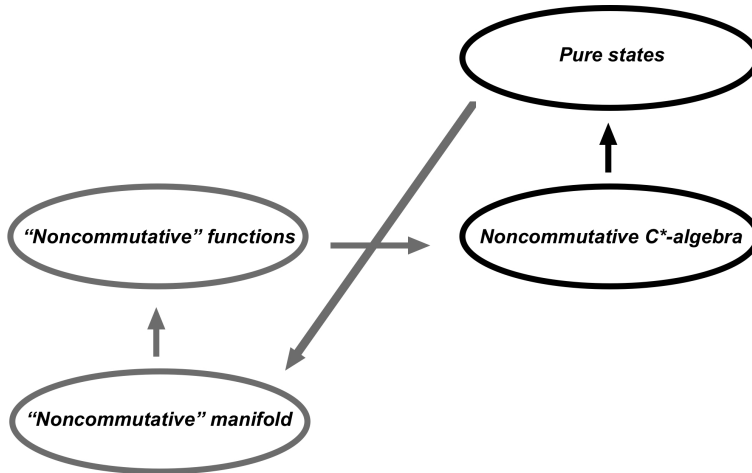 Pure states
“Noncommutative” functions
Noncommutative C*-algebra
“Noncommutative” manifold